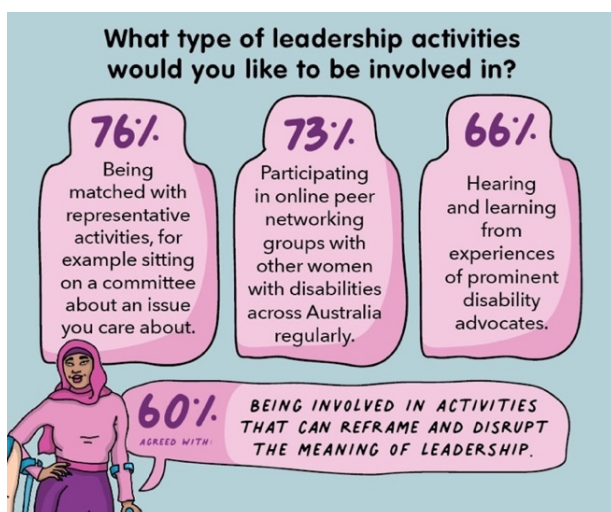 What type of leadership activities
would you like to be involved in?
76%
Being
matched with
representative
activities, for
example sitting
on a committee
about an issue
you care about.
73%
Participating
in online peer
networking
groups with
other women
with disabilities
across Australia
regularly.
66%
Hearing
and learning
from
experiences
of prominent
disability
advocates.
60%
AGREED WITH:
BEING INVOLVED IN ACTIVITIES
THAT CAN REFRAME AND DISRUPT
THE MEANING OF LEADERSHIP.